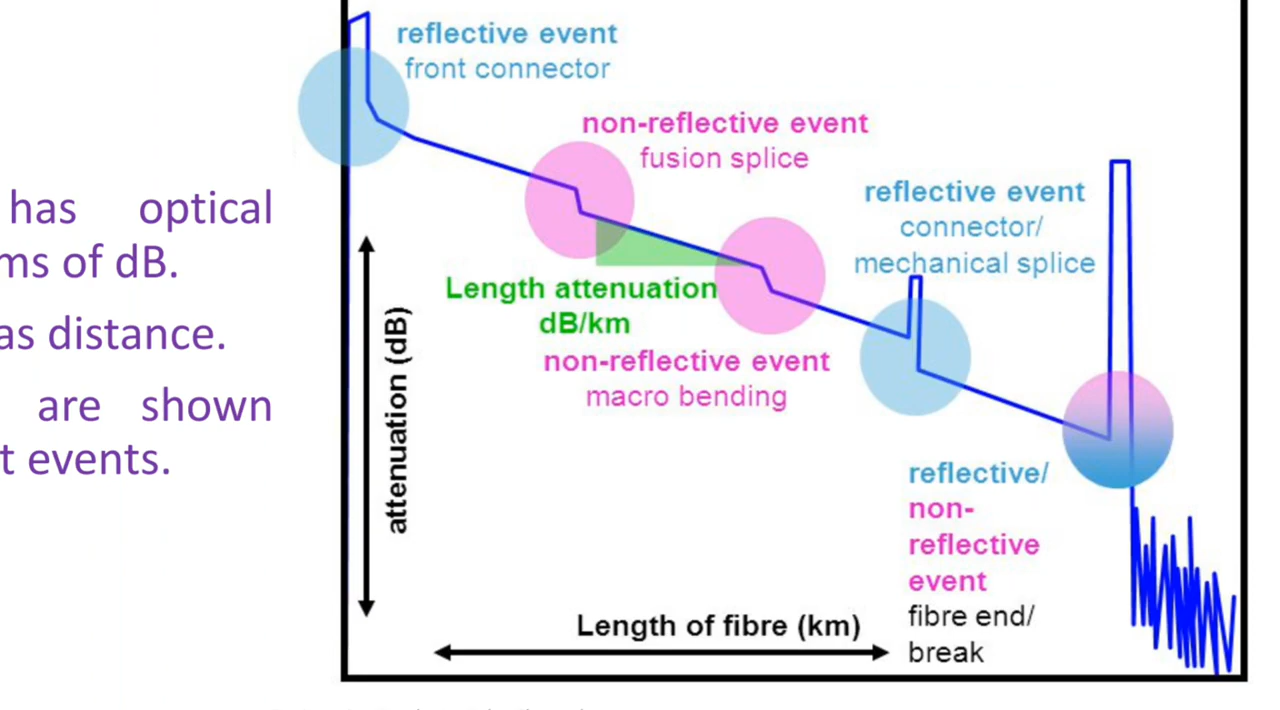 has optical
ms of dB.
as distance.
are shown
t events.
reflective event
front connector
non-reflective event
fusion splice
reflective event
connector/
mechanical splice
Length attenuation
dB/km
non-reflective event
macro bending
attenuation (dB)
reflective/
non-
reflective
event
fibre end/
break
Length of fibre (km)